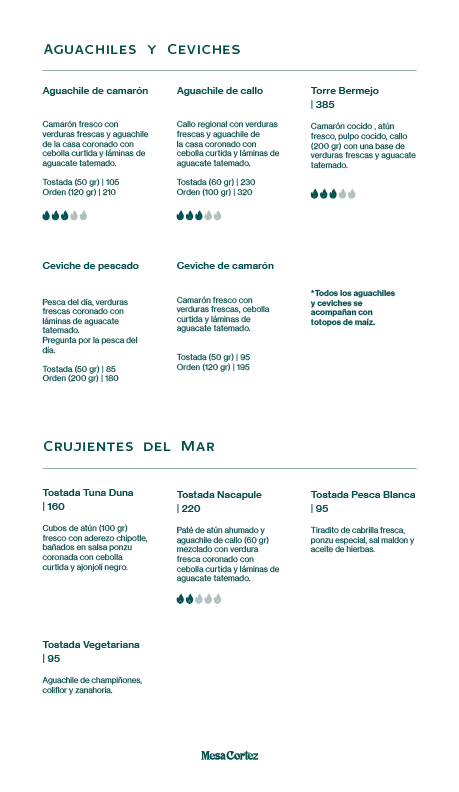 Aguachiles y Ceviches
Aguachile de camarón
Camarón fresco con
verduras frescas y aguachile
de la casa coronado con
cebolla curtida y láminas de
aguacate tatemado.
Tostada (50 gr) | 105
Orden (120 gr) | 210
Aguachile de callo
Callo regional con verduras
frescas y aguachile de
la casa coronado con
cebolla curtida y láminas de
aguacate tatemado.
Tostada (60 gr) | 230
Orden (100 gr) | 320
Torre Bermejo
| 385
Camarón cocido , atún
fresco, pulpo cocido, callo
(200 gr) con una base de
verduras frescas y aguacate
tatemado.
Ceviche de pescado
Pesca del día, verduras
frescas coronado con
láminas de aguacate
tatemado.
Pregunta por la pesca del
día.
Tostada (50 gr) | 85
Orden (200 gr) | 180
Ceviche de camarón
Camarón fresco con
verduras frescas, cebolla
curtida y láminas de aguacate
tatemado.
Tostada (50 gr) | 95
Orden (120 gr) | 195
*Todos los aguachiles
y ceviches se
acompañan con
totopos de maíz.
Crujientes del Mar
Tostada Tuna Duna
| 160
Cubos de atún (100 gr)
fresco con aderezo chipotle,
bañados en salsa ponzu
coronada con cebolla
curtida y ajonjolí negro.
Tostada Nacapule
| 220
Paté de atún ahumado y
aguachile de callo (60 gr)
mezclado con verdura
fresca coronado con
cebolla curtida y láminas de
aguacate tatemado.
Tostada Pesca Blanca
| 95
Tiradito de cabrilla fresca,
ponzu especial, sal maldon y
aceite de hierbas.
Tostada Vegetariana
| 95
Aguachile de champiñones,
coliflor y zanahoria.
MesaCortez